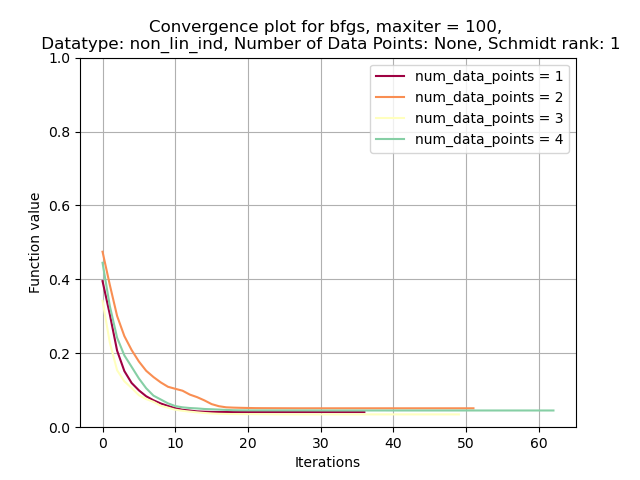 Convergence plot for bfgs, maxiter = 100,
Datatype: non_lin_ind, Number of Data Points: None, Schmidt rank: 1
num_data_points = 1
num_data_points = 2
num_data_points = 3
num_data_points = 4
1.0
0.8
0.6
0.4
0.2
0.0
Function value
0 10 20 30 40 50 60
Iterations